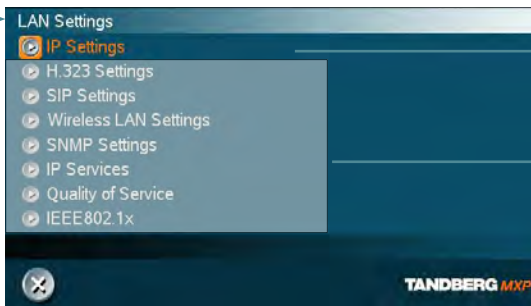 LAN Settings
IP Settings
H.323 Settings
SIP Settings
Wireless LAN Settings
SNMP Settings
IP Services
Quality of Service
IEEE802.1x
TANDBERG MXP